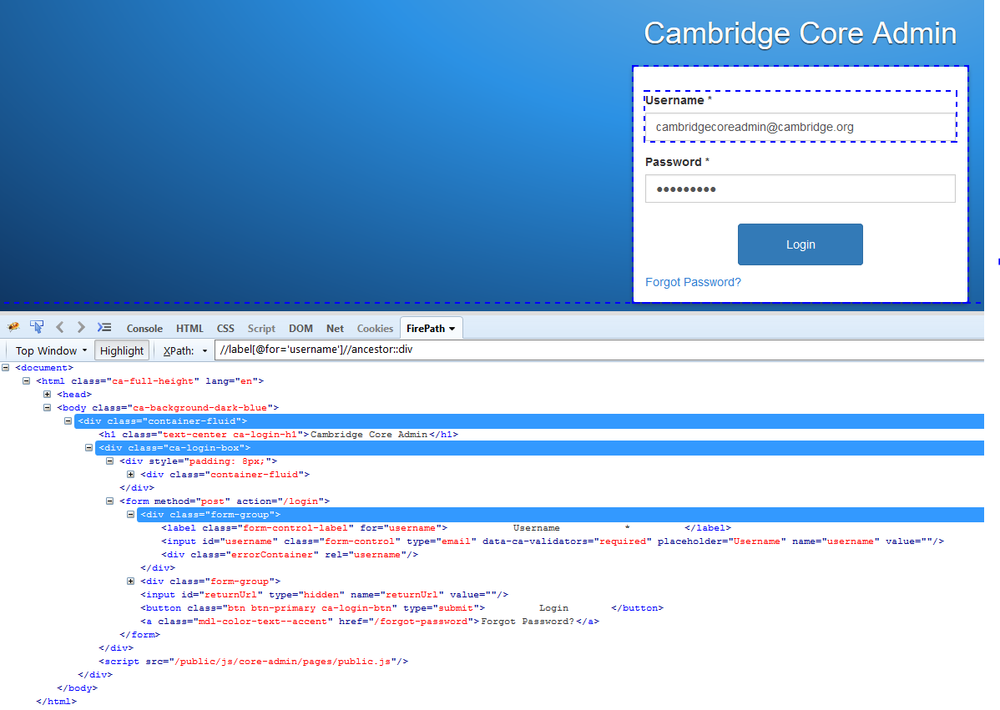 Cambridge Core Admin
Username *
cambridgecoreadmin@cambridge.org
Password *
●●●●●●●●●
Login
Forgot Password?
Console HTML CSS Script DOM Net Cookies FirePath
Top Window Highlight XPath: //label[@for='username']//ancestor::div
<document>
<html class="ca-full-height" lang="en">
<head>
<body class="ca-background-dark-blue">
<div class="container-fluid">
<h1 class="text-center ca-login-h1">Cambridge Core Admin</h1>
<div class="ca-login-box">
<div style="padding: 8px;">
<div class="container-fluid">
</div>
<form method="post" action="/login">
<div class="form-group">
<label class="form-control-label" for="username"> Username * </label>
<input id="username" class="form-control" type="email" data-ca-validators="required" placeholder="Username" name="username" value=""/>
<div class="errorContainer" rel="username"/>
</div>
<div class="form-group">
<input id="returnUrl" type="hidden" name="returnUrl" value=""/>
<button class="btn btn-primary ca-login-btn" type="submit"> Login </button>
<a class="mdl-color-text--accent" href="/forgot-password">Forgot Password?</a>
</form>
</div>
<script src="/public/js/core-admin/pages/public.js"/>
</div>
</body>
</html>